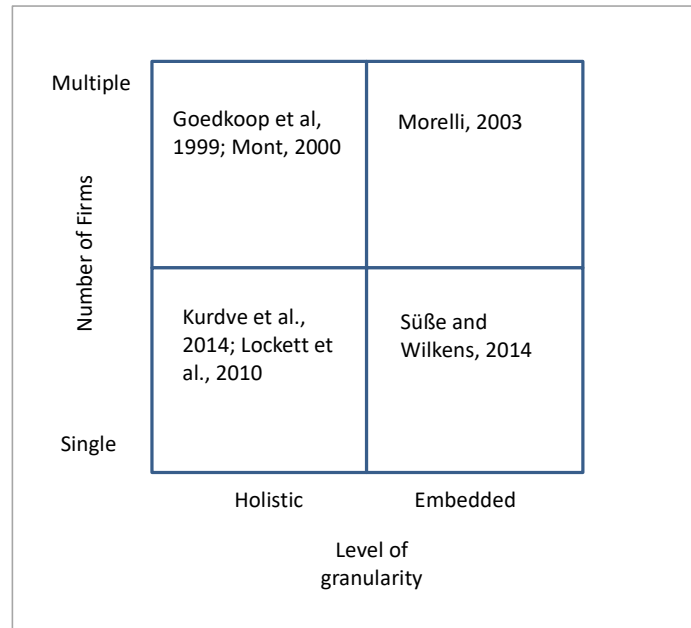 Multiple
Goedkoop et al,
1999; Mont, 2000
Morelli, 2003
Number of Firms
Kurdve et al.,
2014; Lockett et
al., 2010
Süße and
Wilkens, 2014
Single
Holistic
Embedded
Level of
granularity